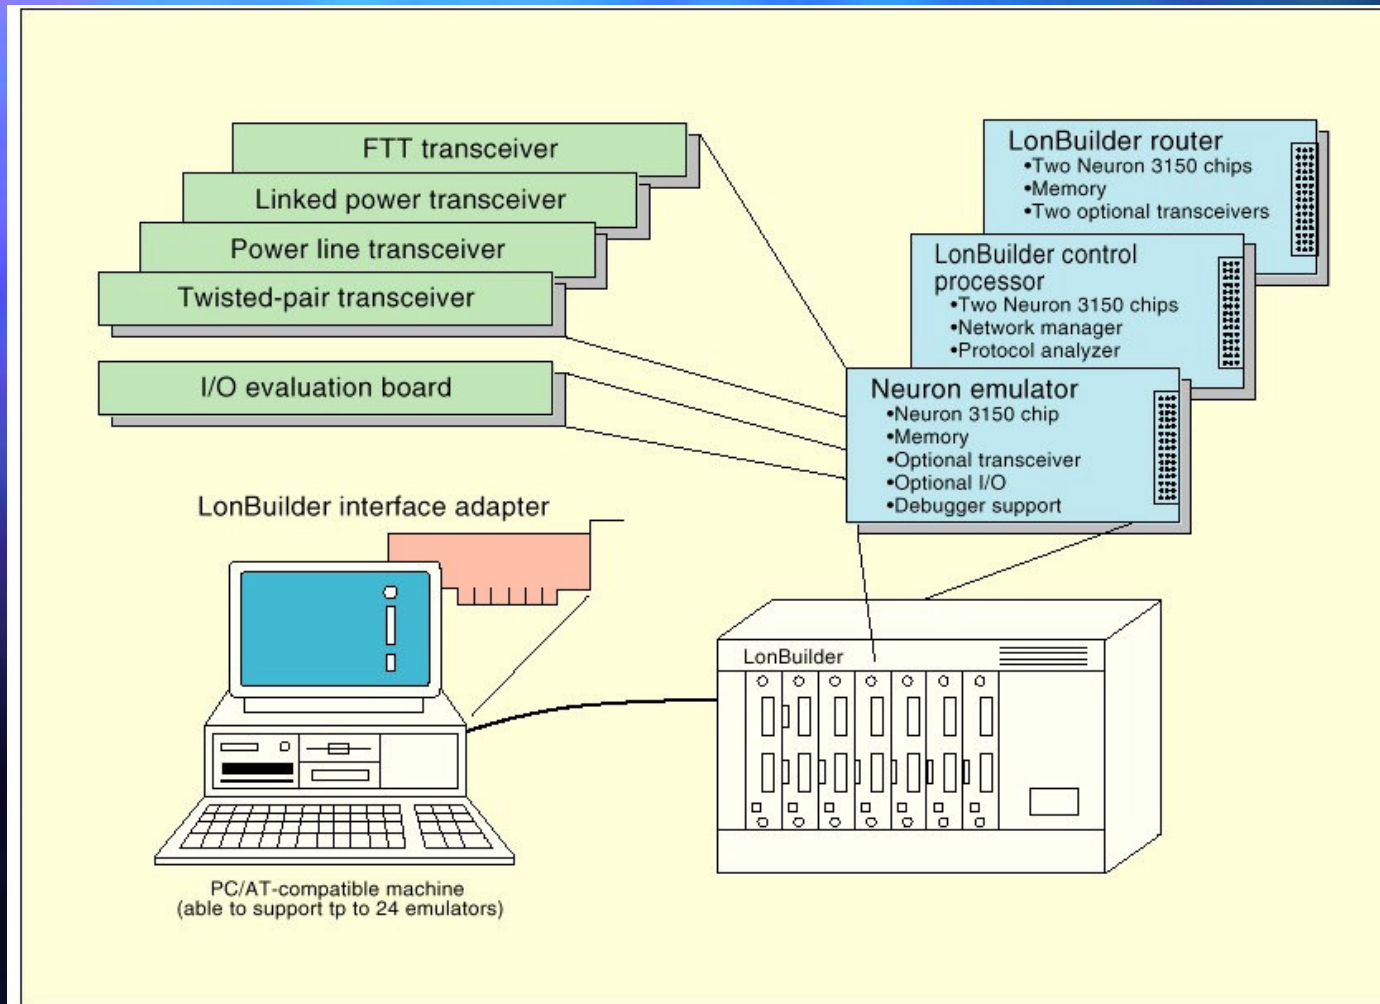 FTT transceiver
Linked power transceiver
Power line transceiver
Twisted-pair transceiver
I/O evaluation board
LonBuilder router
•Two Neuron 3150 chips
•Memory
•Two optional transceivers
LonBuilder control
processor
•Two Neuron 3150 chips
•Network manager
•Protocol analyzer
Neuron emulator
•Neuron 3150 chip
•Memory
•Optional transceiver
•Optional I/O
•Debugger support
LonBuilder interface adapter
LonBuilder
PC/AT-compatible machine
(able to support tp to 24 emulators)